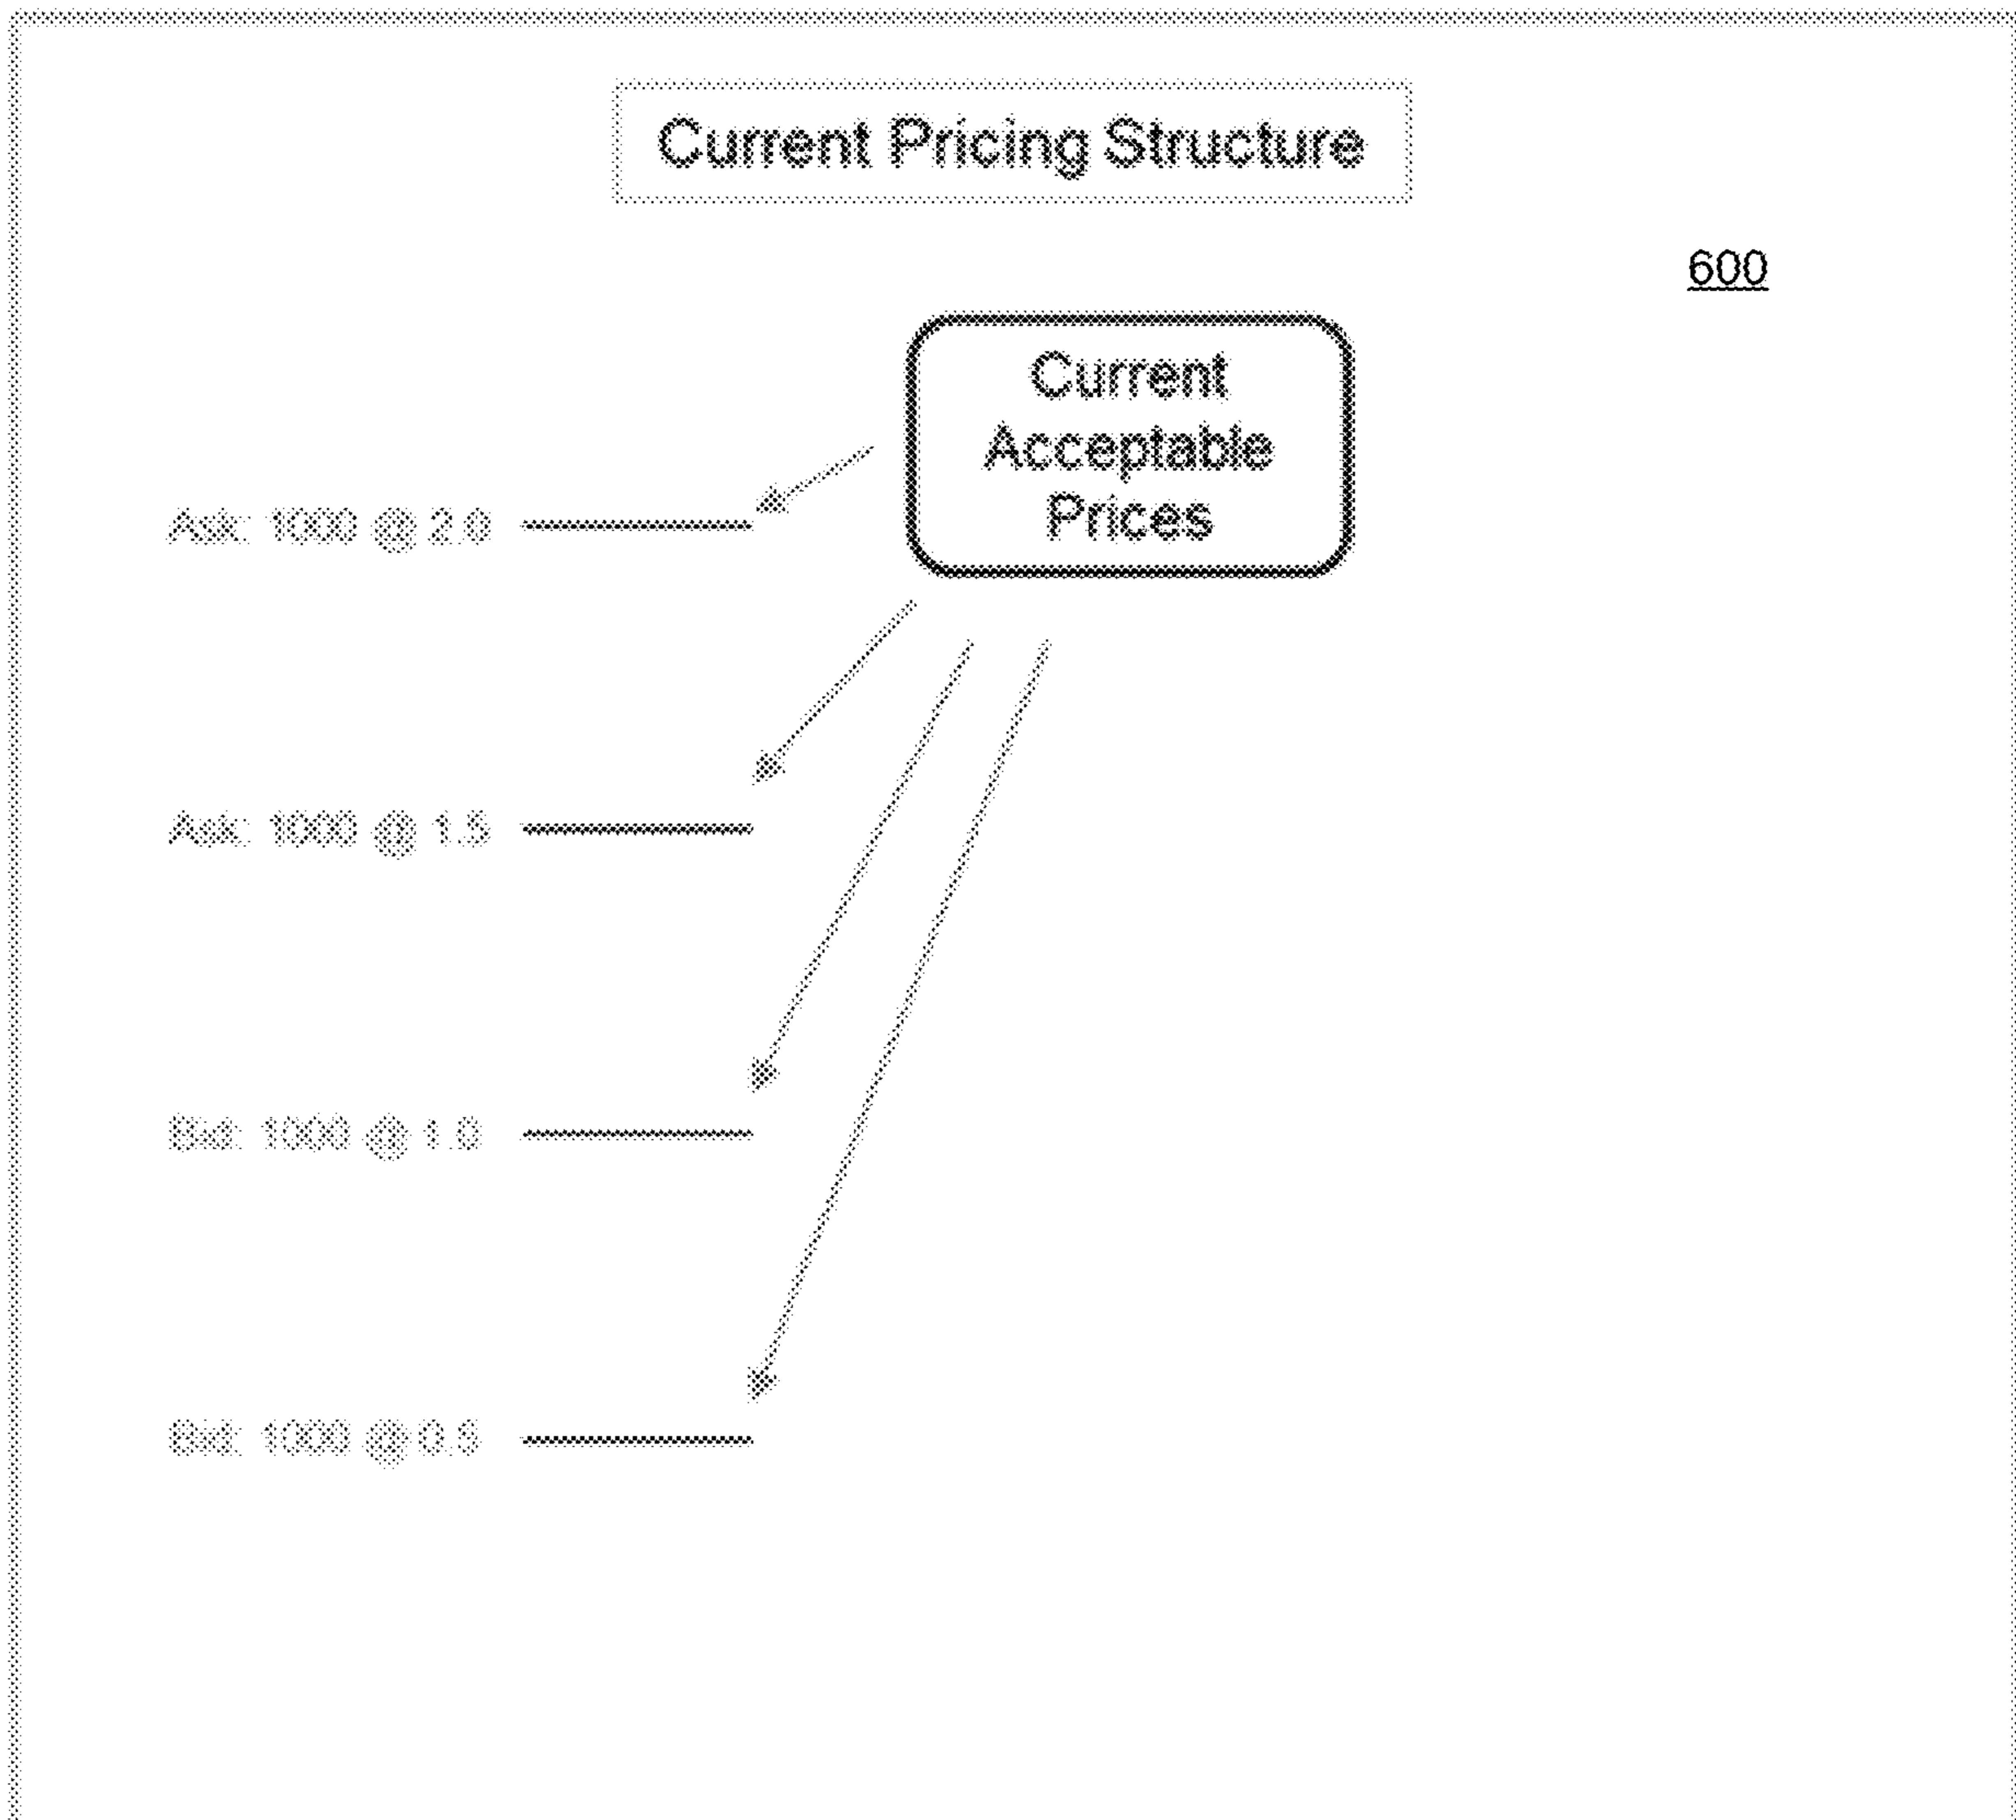 Current Pricing Structure
600
Current
Acceptable
Prices
Ask: 1000 @ 2.0
Ask: 1000 @ 1.5
Bid: 1000 @ 1.0
Bid: 1000 @ 0.5